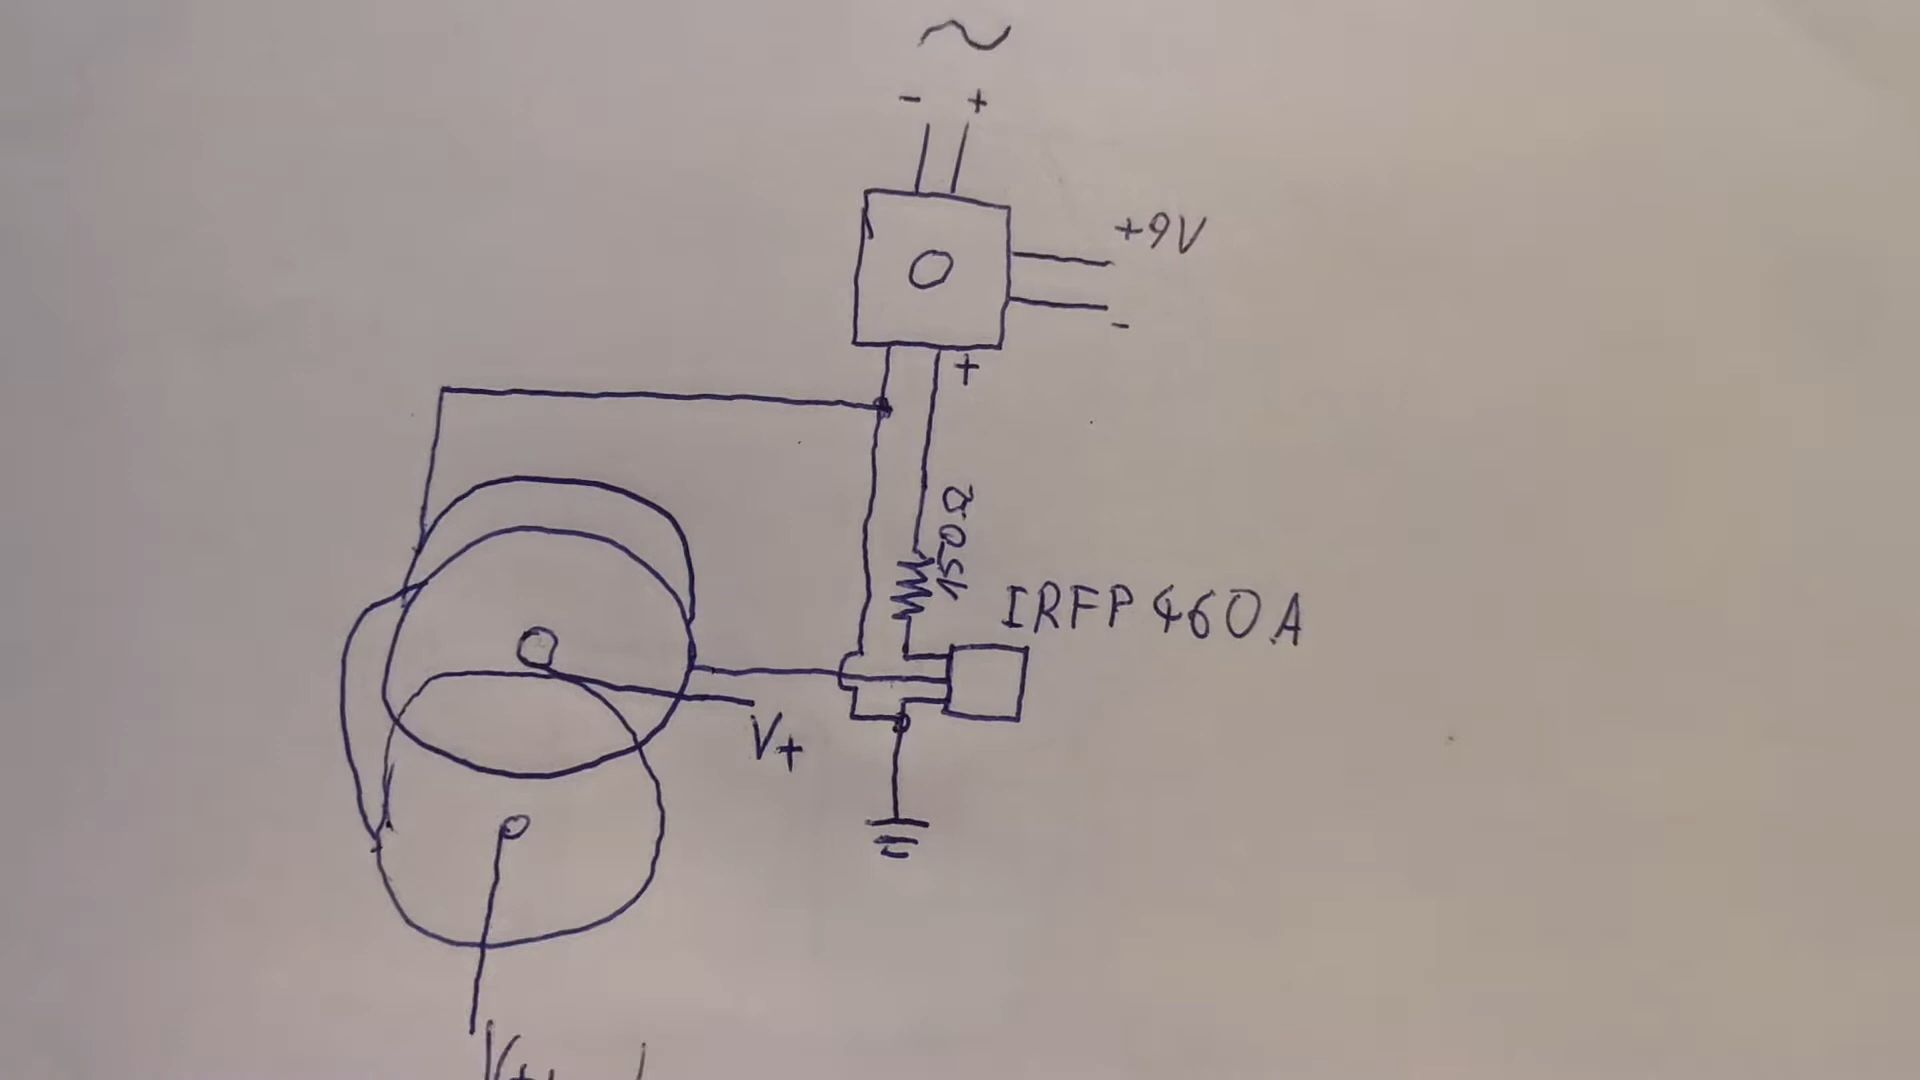 ~
- +
+9V
-
+
150Ω
IRFP460A
V+